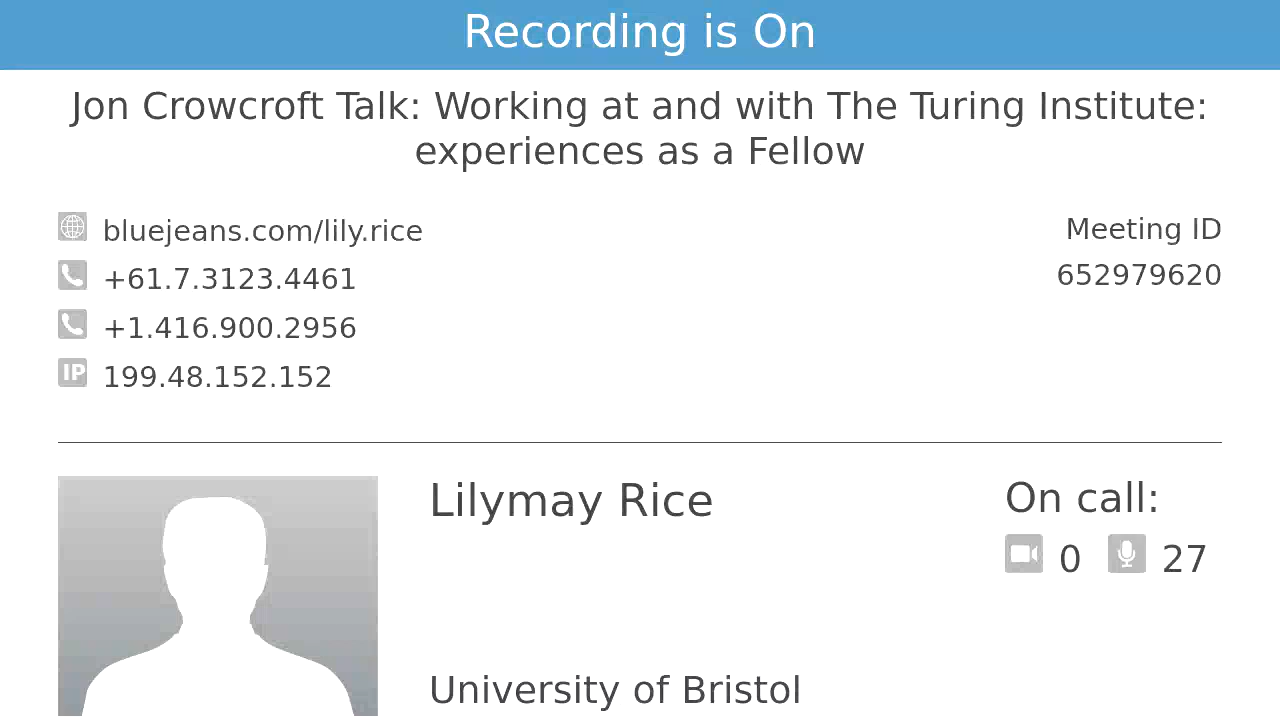 Recording is On
Jon Crowcroft Talk: Working at and with The Turing Institute:
experiences as a Fellow
bluejeans.com/lily.rice
Meeting ID
+61.7.3123.4461
652979620
+1.416.900.2956
IP 199.48.152.152
Lilymay Rice
On call:
0 27
University of Bristol